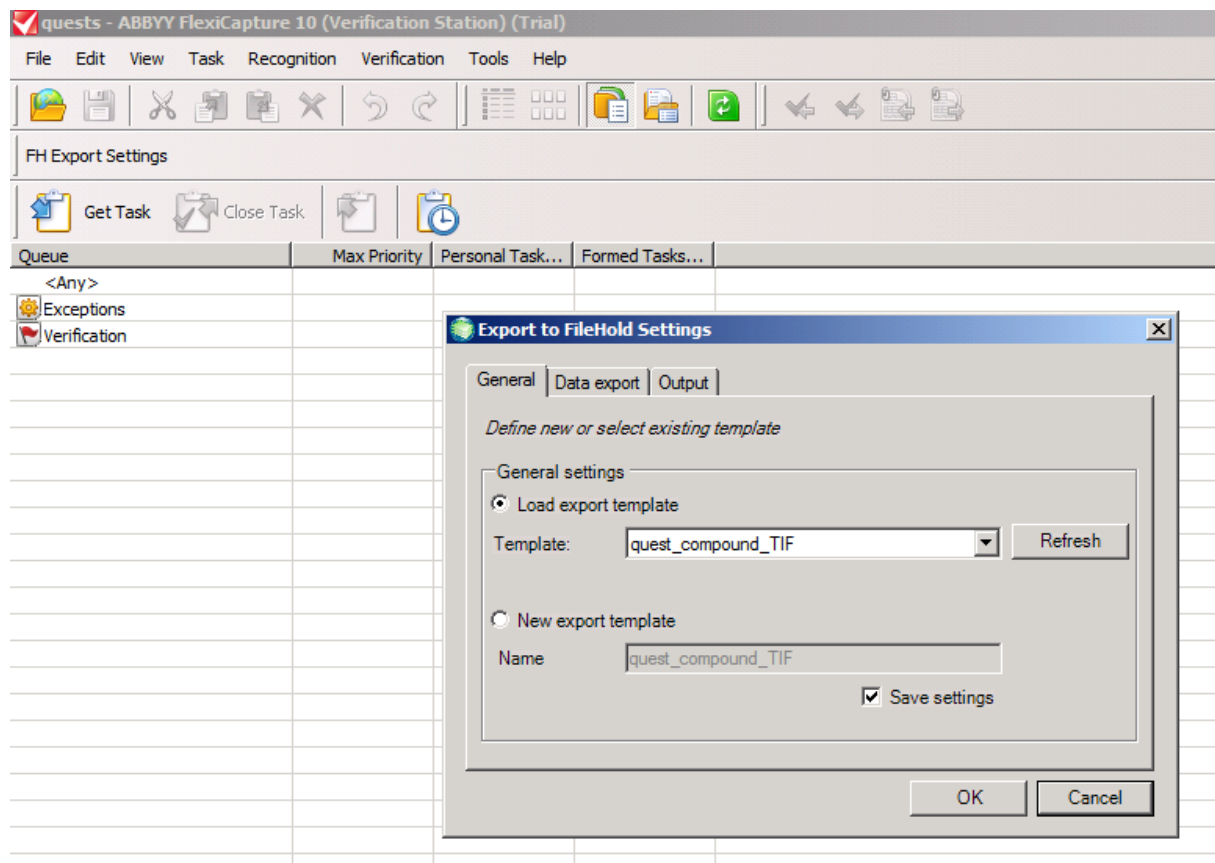 quests - ABBYY FlexiCapture 10 (Verification Station) (Trial)
File Edit View Task Recognition Verification Tools Help
FH Export Settings
Get Task Close Task
Queue Max Priority Personal Task... Formed Tasks...
<Any>
Exceptions
Verification
Export to FileHold Settings
General Data export Output
Define new or select existing template
General settings
Load export template
Template: quest_compound_TIF Refresh
New export template
Name quest_compound_TIF
Save settings
OK Cancel